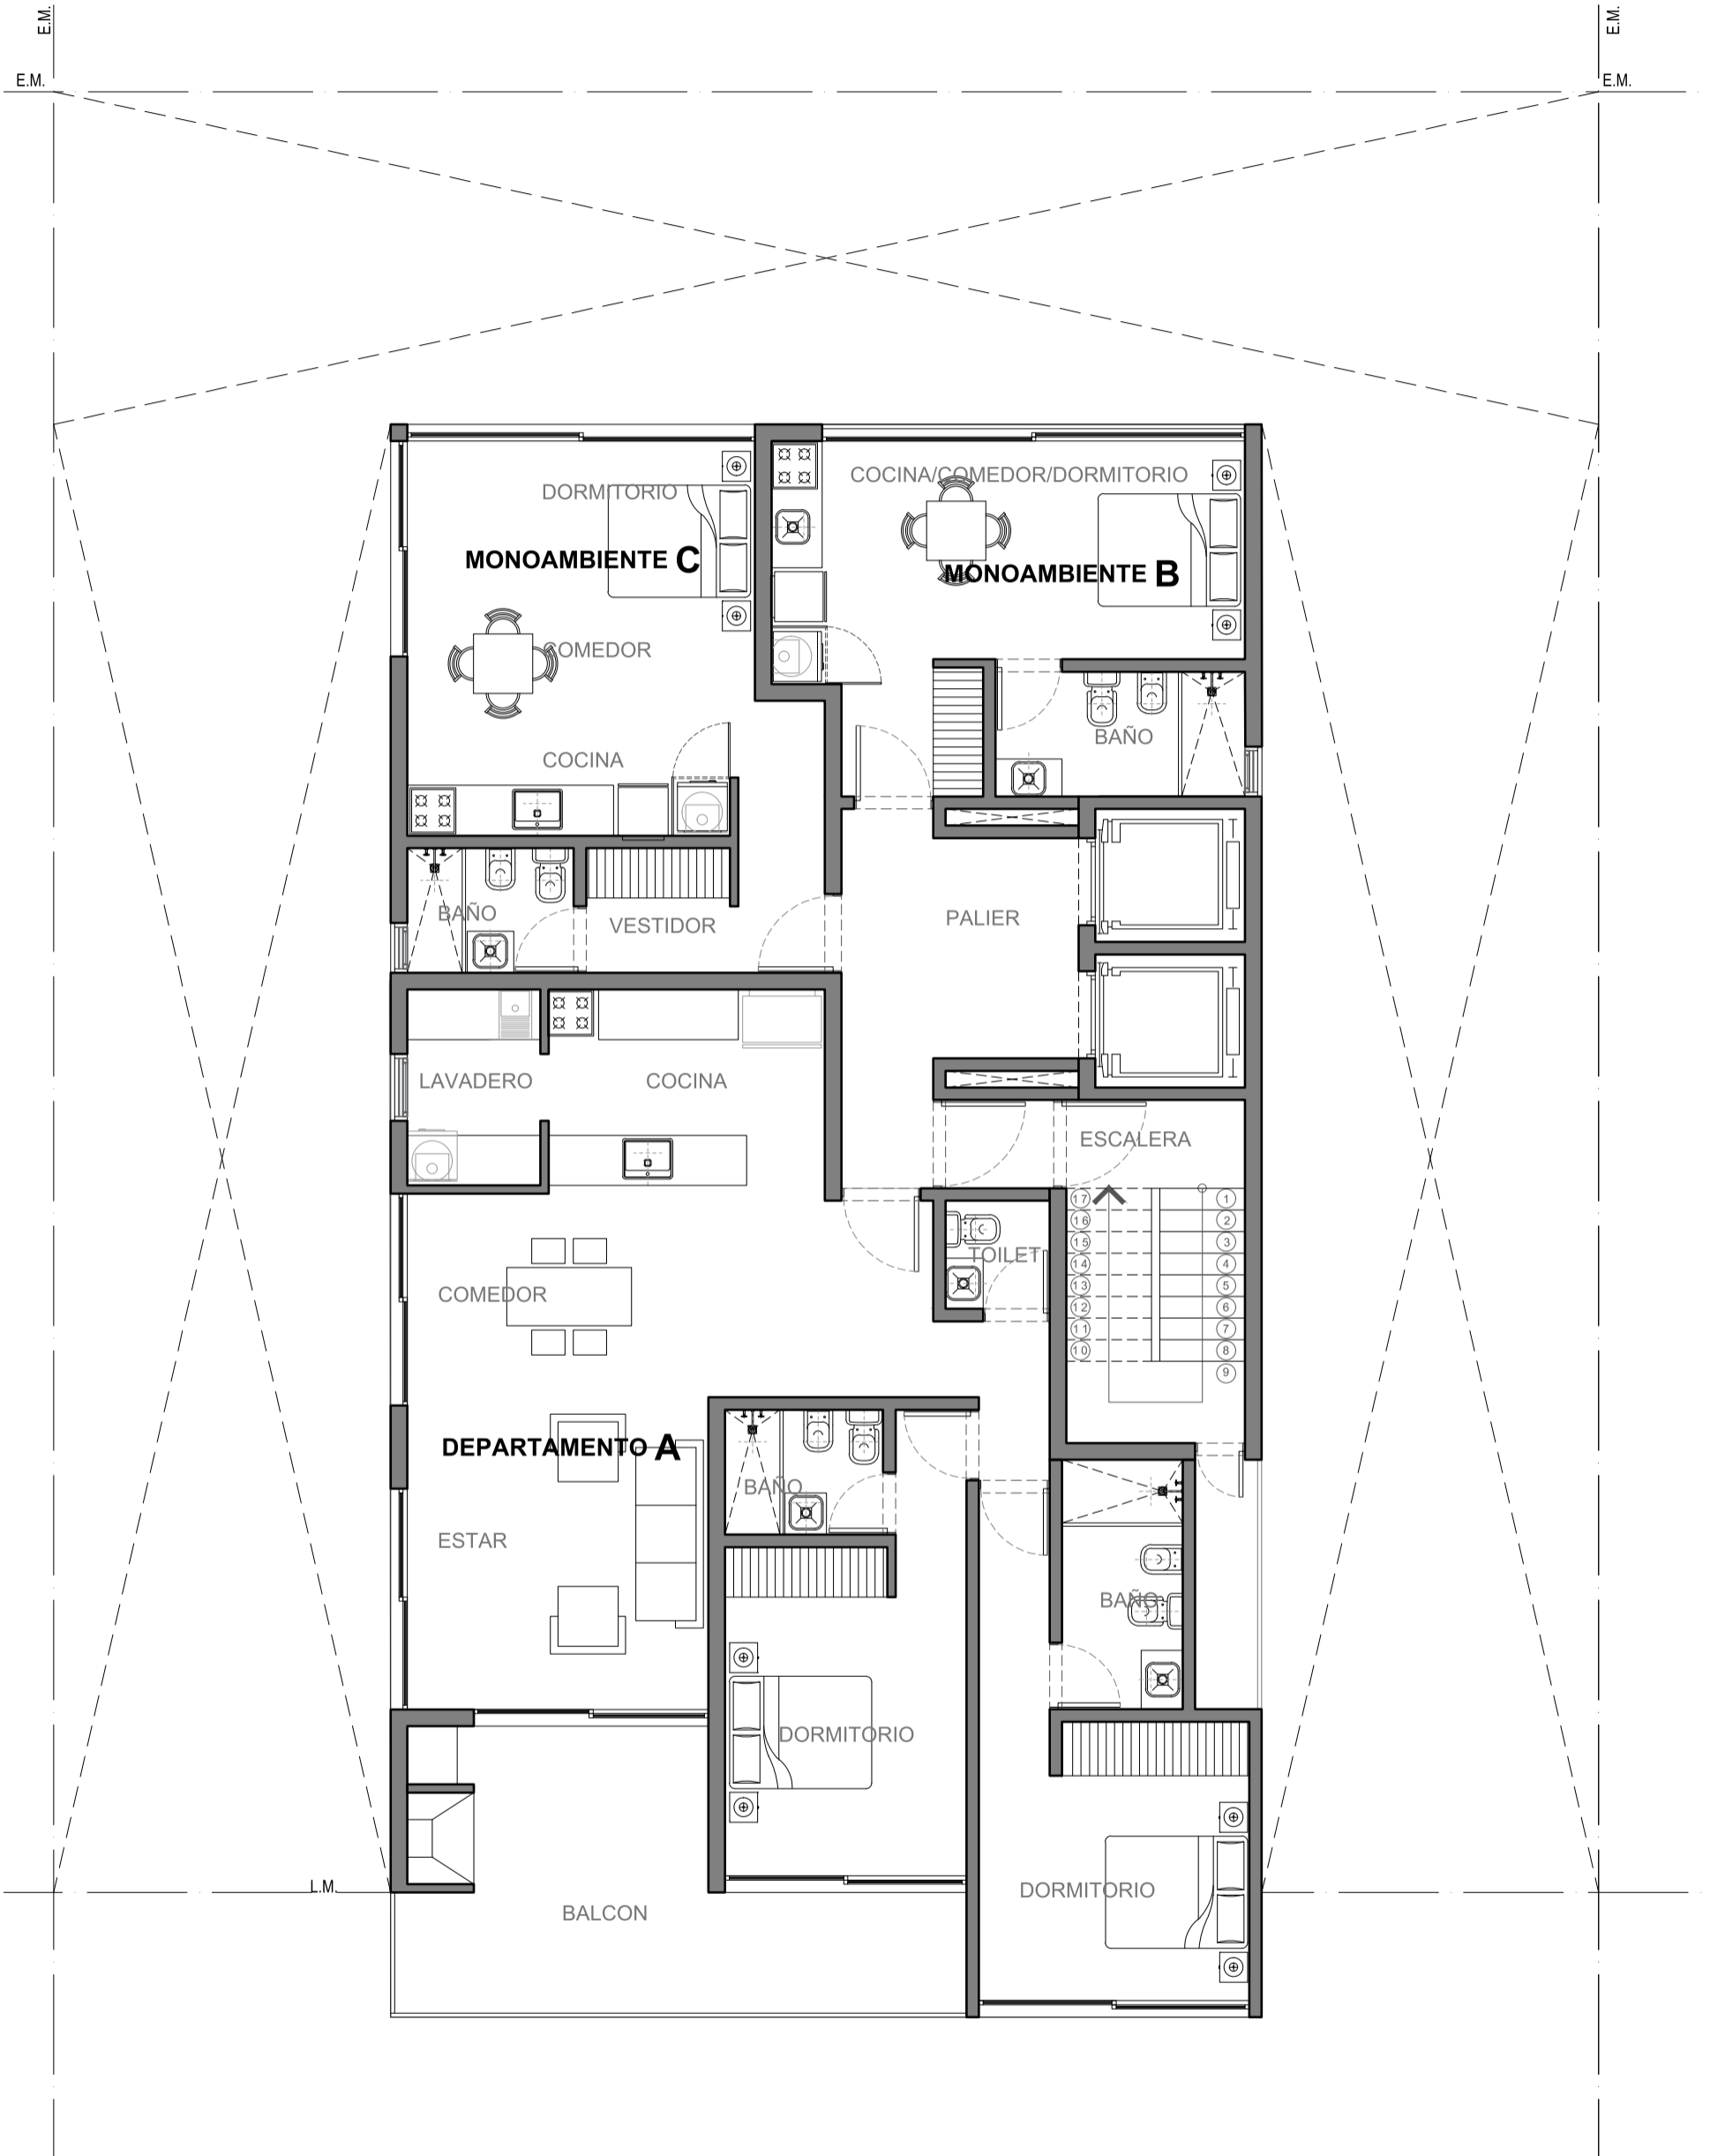 E.M.
E.M.
E.M.
E.M.
DORMITORIO
COCINA/COMEDOR/DORMITORIO
MONOAMBIENTE C
MONOAMBIENTE B
COMEDOR
BAÑO
COCINA
BAÑO
VESTIDOR
PALIER
LAVADERO
COCINA
ESCALERA
17
1
16
2
15
3
14
4
13
5
12
6
11
7
10
8
9
TOILET
COMEDOR
DEPARTAMENTO A
BAÑO
ESTAR
BAÑO
DORMITORIO
L.M.
DORMITORIO
BALCON